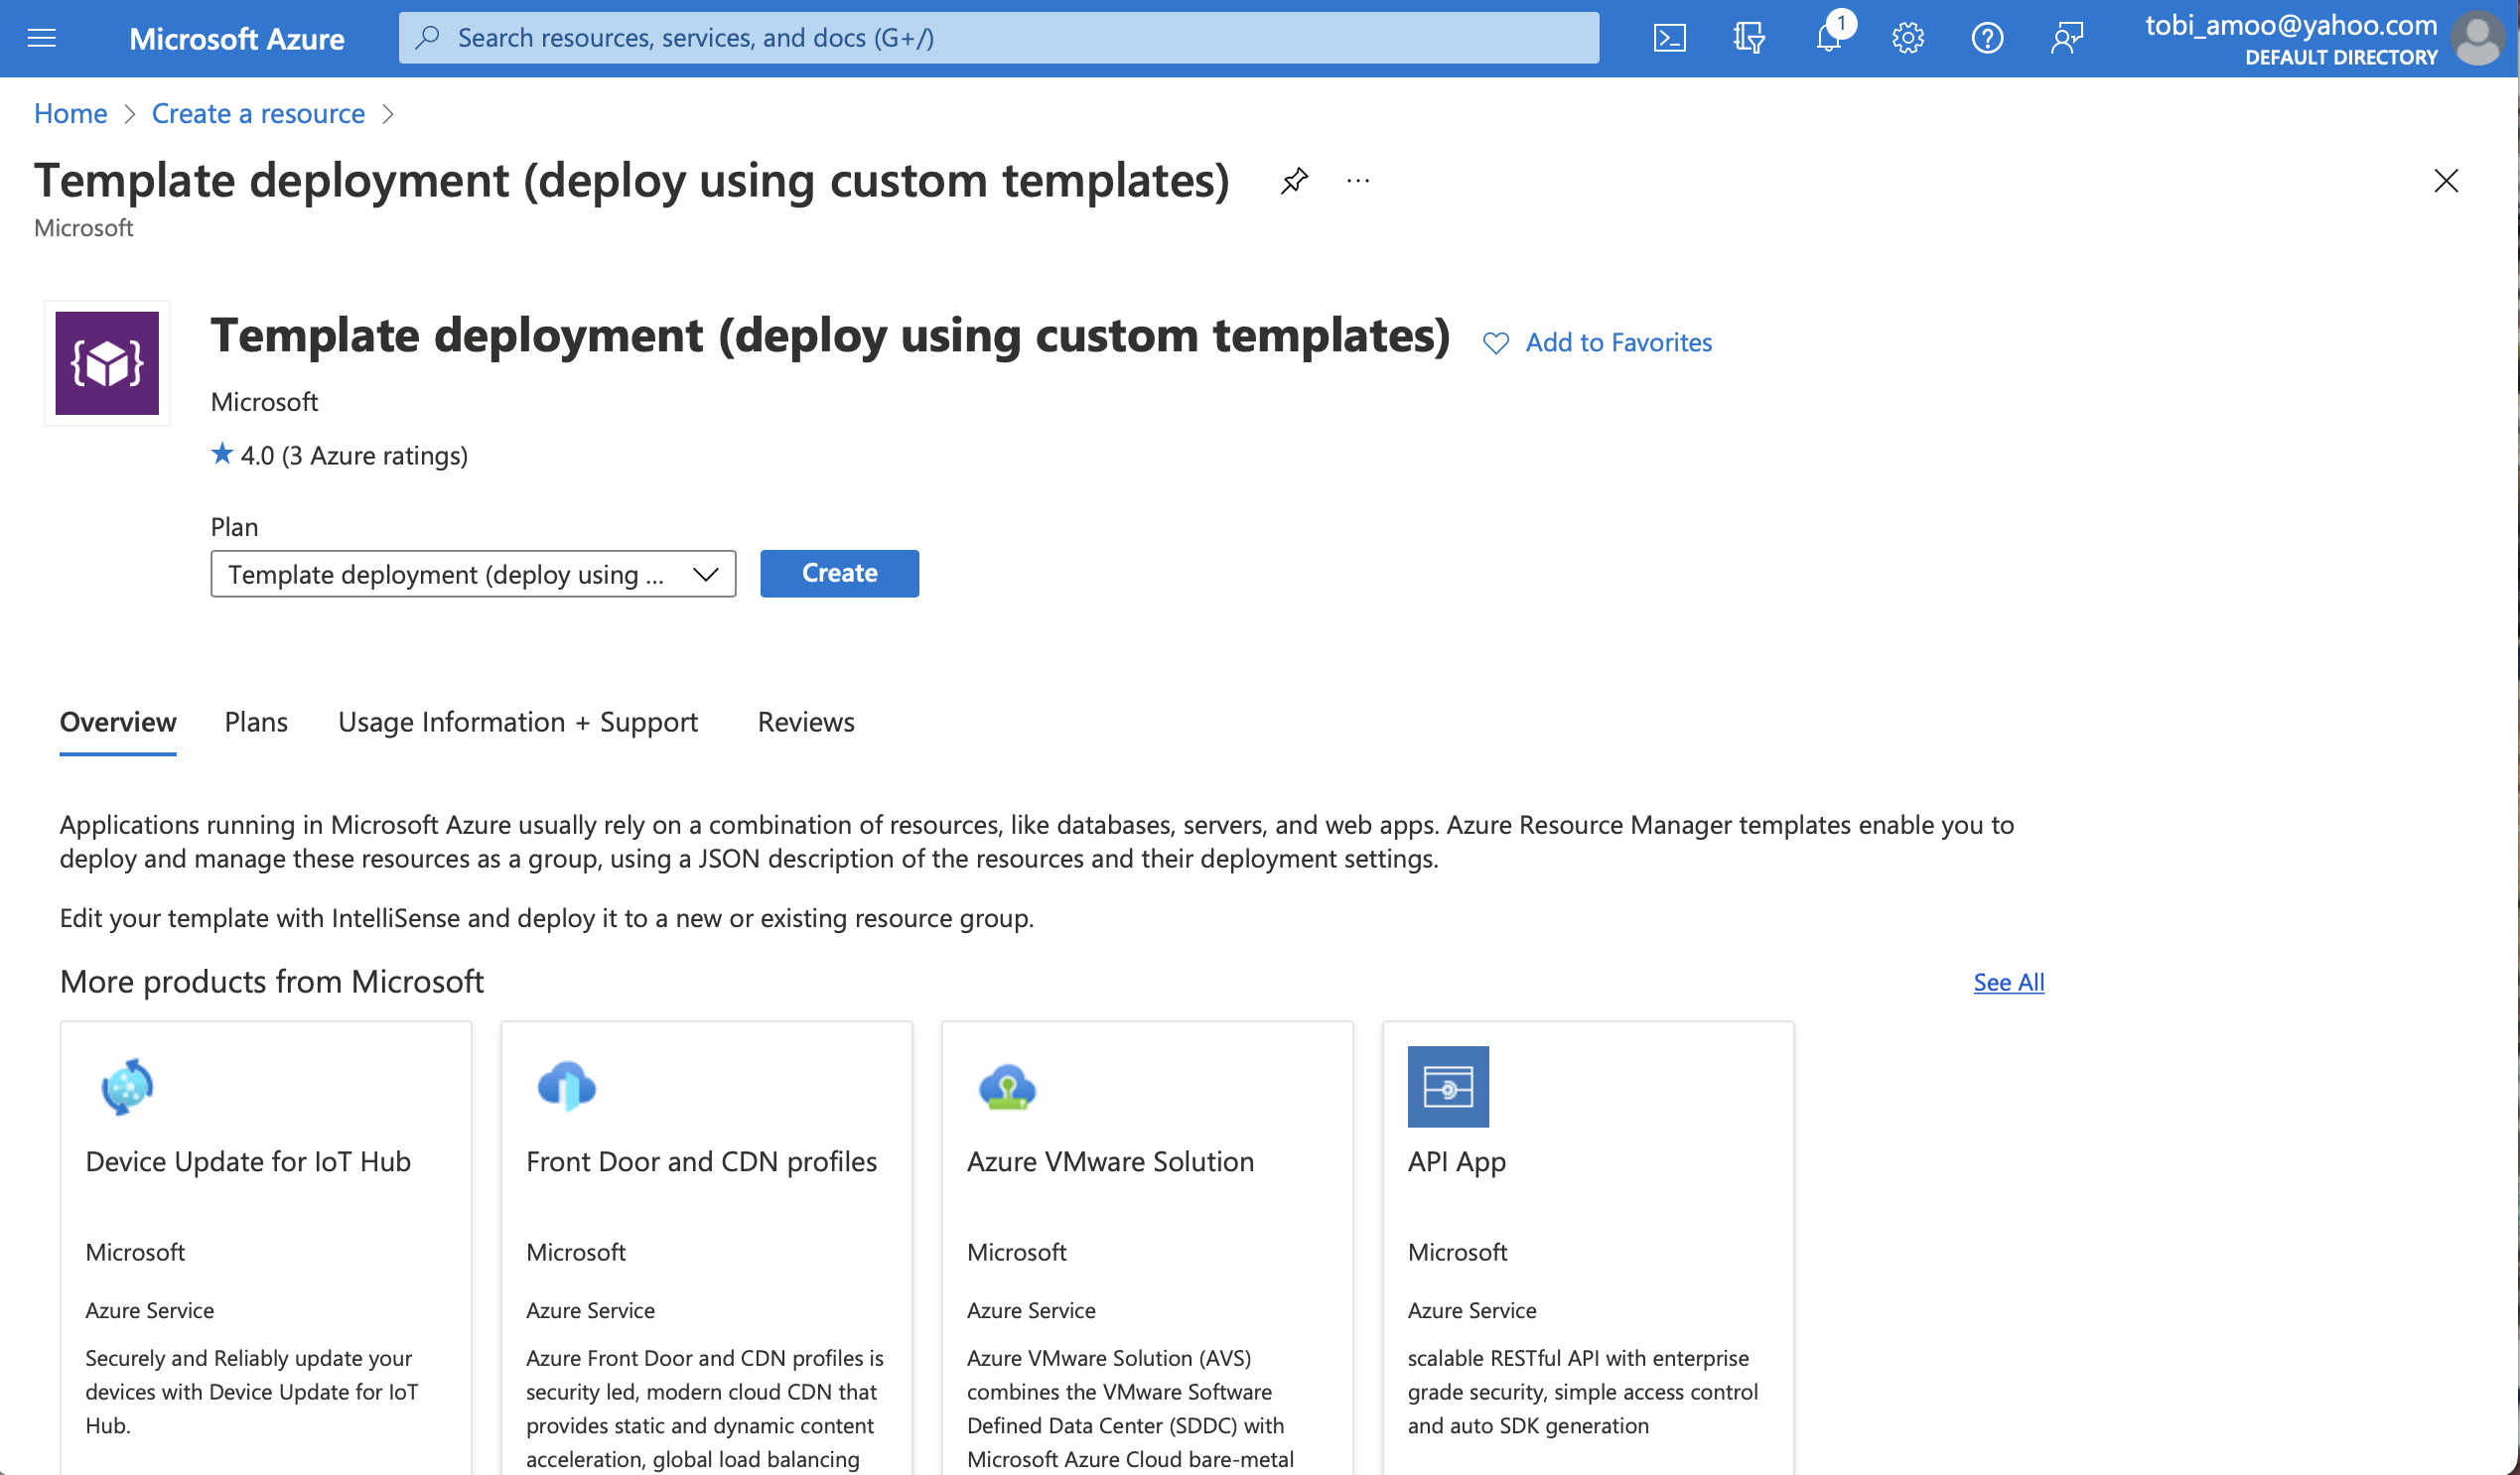 Microsoft Azure
Search resources, services, and docs (G+/)
1
tobi_amoo@yahoo.com
DEFAULT DIRECTORY
Home > Create a resource >
Template deployment (deploy using custom templates)
Microsoft
Template deployment (deploy using custom templates)
Add to Favorites
Microsoft
4.0 (3 Azure ratings)
Plan
Template deployment (deploy using ...
Create
Overview
Plans
Usage Information + Support
Reviews
Applications running in Microsoft Azure usually rely on a combination of resources, like databases, servers, and web apps. Azure Resource Manager templates enable you to
deploy and manage these resources as a group, using a JSON description of the resources and their deployment settings.
Edit your template with IntelliSense and deploy it to a new or existing resource group.
More products from Microsoft
See All
Device Update for IoT Hub
Microsoft
Azure Service
Securely and Reliably update your
devices with Device Update for IoT
Hub.
Front Door and CDN profiles
Microsoft
Azure Service
Azure Front Door and CDN profiles is
security led, modern cloud CDN that
provides static and dynamic content
acceleration, global load balancing
Azure VMware Solution
Microsoft
Azure Service
Azure VMware Solution (AVS)
combines the VMware Software
Defined Data Center (SDDC) with
Microsoft Azure Cloud bare-metal
API App
Microsoft
Azure Service
scalable RESTful API with enterprise
grade security, simple access control
and auto SDK generation